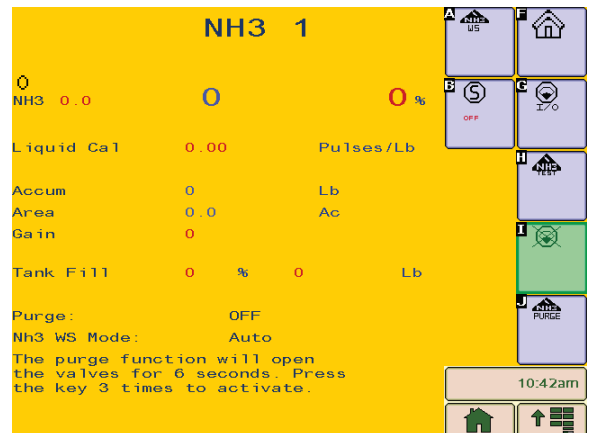 NH3 1
0
NH3 0.0 0 0 %
Liquid Cal 0.00 Pulses/Lb
Accum 0 Lb
Area 0.0 Ac
Gain 0
Tank Fill 0 % 0 Lb
Purge: OFF
Nh3 WS Mode: Auto
The purge function will open
the valves for 6 seconds. Press
the key 3 times to activate.
A NH3
WS
F
B S
OFF
G
I/O
H NH3
TEST
I
J NH3
PURGE
10:42am